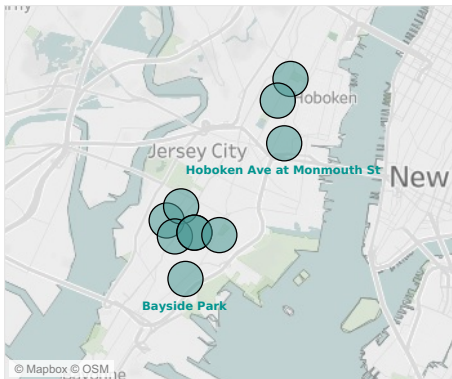 Hoboken
Jersey City
Hoboken Ave at Monmouth St
New
Bayside Park
© Mapbox © OSM